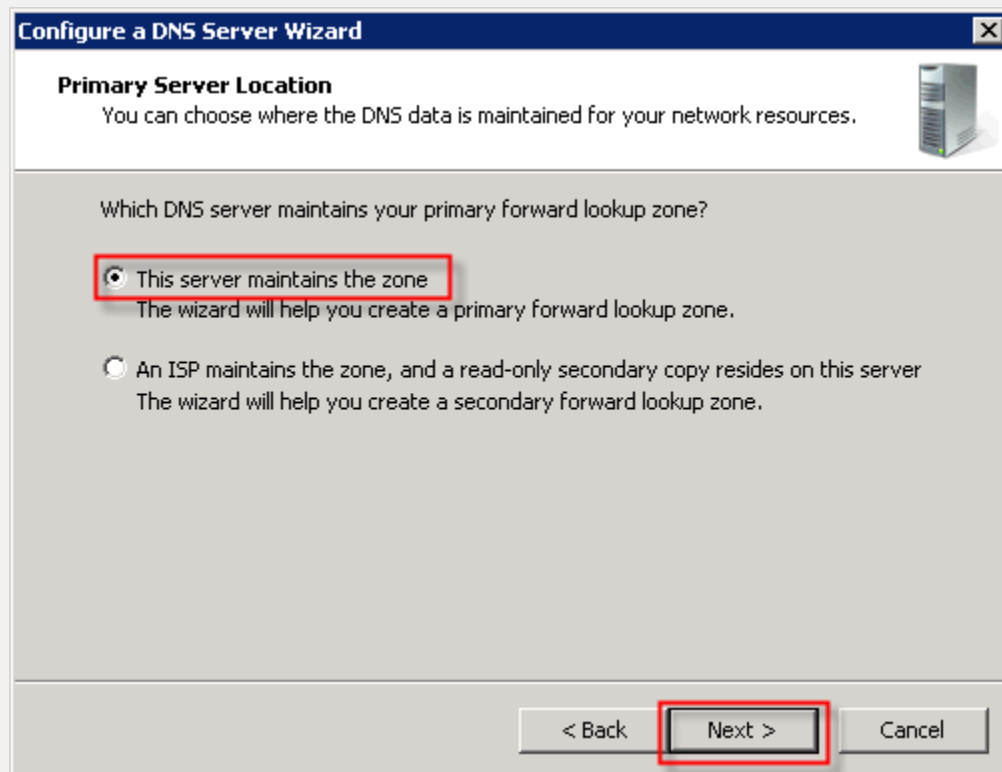 Configure a DNS Server Wizard
Primary Server Location
You can choose where the DNS data is maintained for your network resources.
Which DNS server maintains your primary forward lookup zone?
This server maintains the zone
The wizard will help you create a primary forward lookup zone.
An ISP maintains the zone, and a read-only secondary copy resides on this server
The wizard will help you create a secondary forward lookup zone.
< Back Next > Cancel